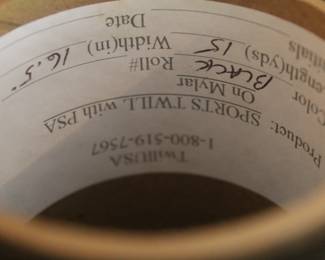 TwillUSA
1-800-519-7567
Product: SPORTS TWILL with PSA
On Mylar
Color BLACK Roll#
Length(yds) 15 Width(in) 16.5"
Date